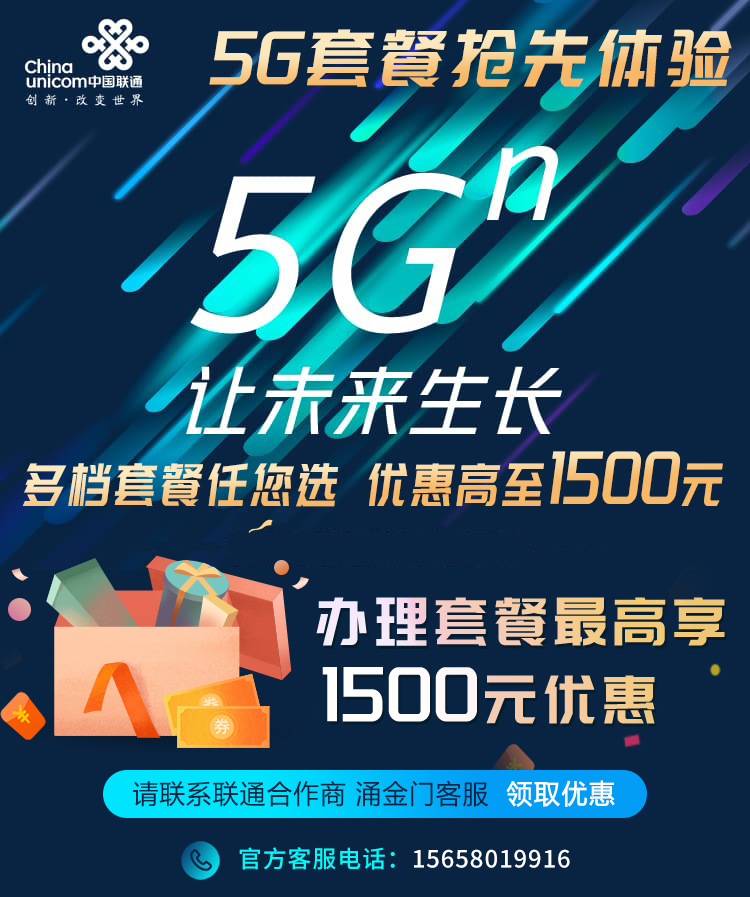 China
unicom中国联通
创新·改变世界
5G套餐抢先体验
5Gⁿ
让未来生长
多档套餐任您选 优惠高至1500元
办理套餐最高享
1500元优惠
券
券
¥
请联系联通合作商 涌金门客服 领取优惠
官方客服电话：15658019916